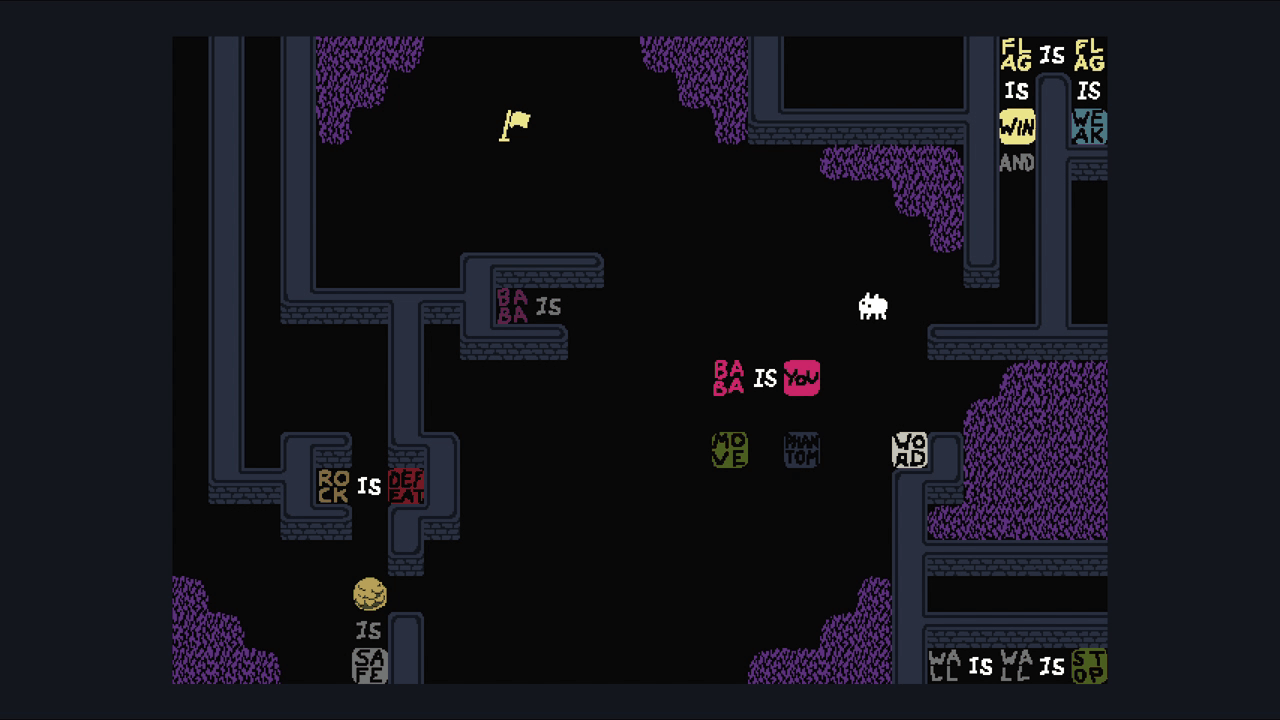 FLAG IS FLAG
IS IS
WIN WEAK
AND
BABA IS
BABA IS YOU
MOVE PHANTOM WORD
ROCK IS DEFEAT
IS
SAFE
WALL IS WALL IS STOP